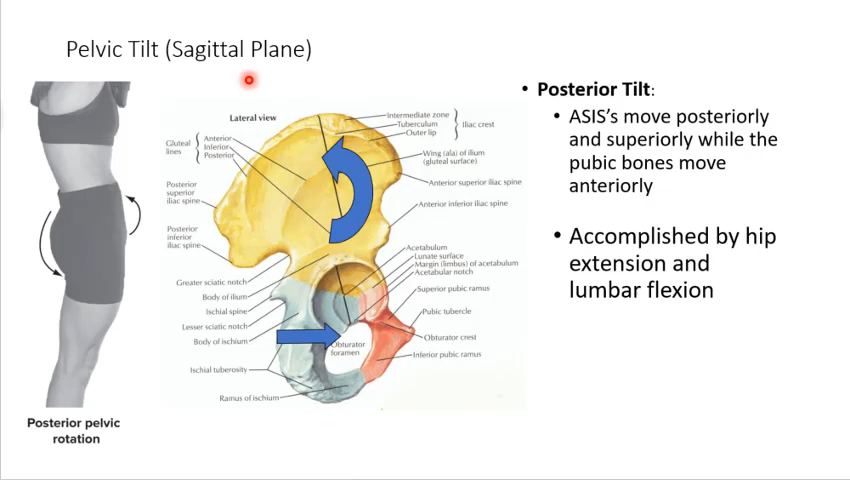 Pelvic Tilt (Sagittal Plane)
Lateral view
Intermediate zone
Tuberculum
Outer lip
Iliac crest
Gluteal
lines
Anterior
Inferior
Posterior
Wing (ala) of ilium
(gluteal surface)
Posterior
superior
iliac spine
Anterior superior iliac spine
Anterior inferior iliac spine
Posterior
inferior
iliac spine
Acetabulum
Lunate surface
Margin (limbus) of acetabulum
Acetabular notch
Greater sciatic notch
Superior pubic ramus
Body of ilium
Ischial spine
Pubic tubercle
Lesser sciatic notch
Body of ischium
Obturator crest
Obturator
foramen
Inferior pubic ramus
Ischial tuberosity
Ramus of ischium
Posterior pelvic
rotation
• Posterior Tilt:
• ASIS's move posteriorly
and superiorly while the
pubic bones move
anteriorly
• Accomplished by hip
extension and
lumbar flexion